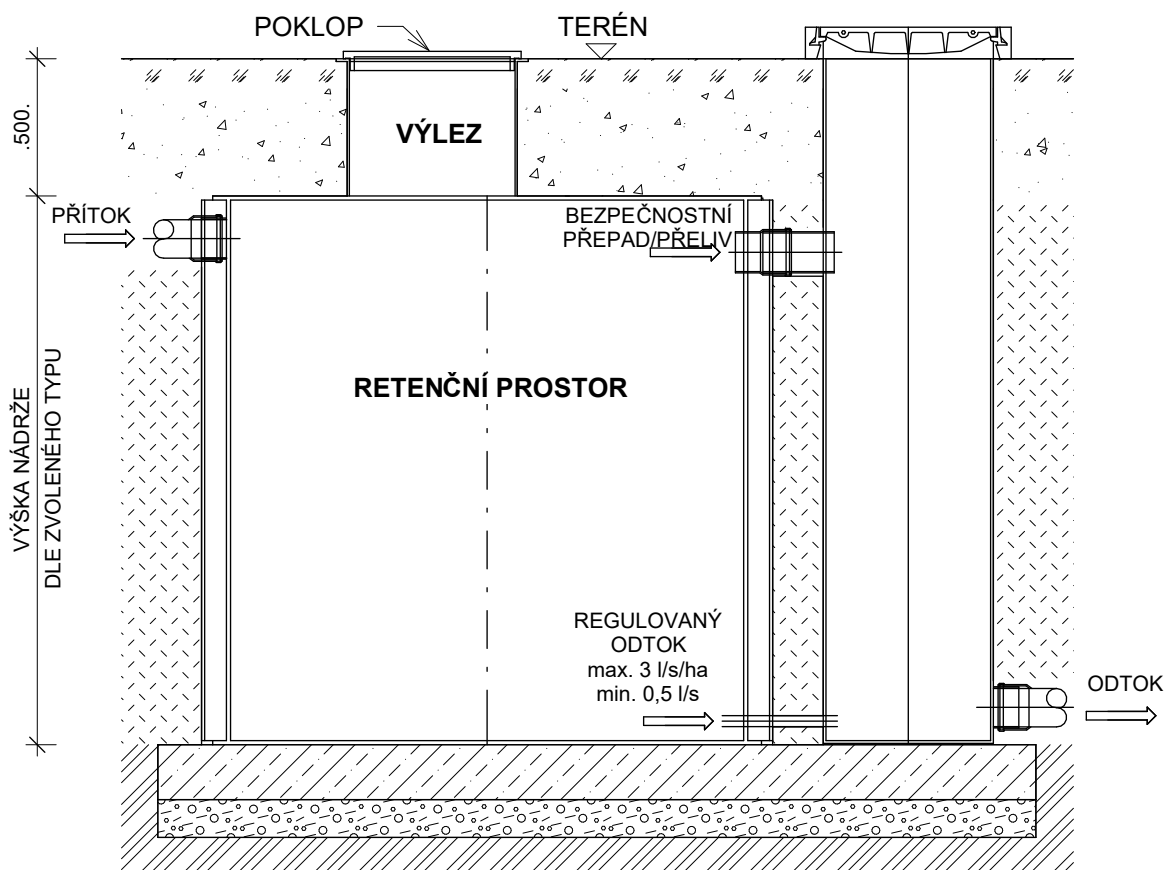 POKLOP
TERÉN
.500.
VÝLEZ
PŘÍTOK
BEZPEČNOSTNÍ
PŘEPAD/PŘELIV
RETENČNÍ PROSTOR
VÝŠKA NÁDRŽE
DLE ZVOLENÉHO TYPU
REGULOVANÝ
ODTOK
max. 3 l/s/ha
min. 0,5 l/s
ODTOK